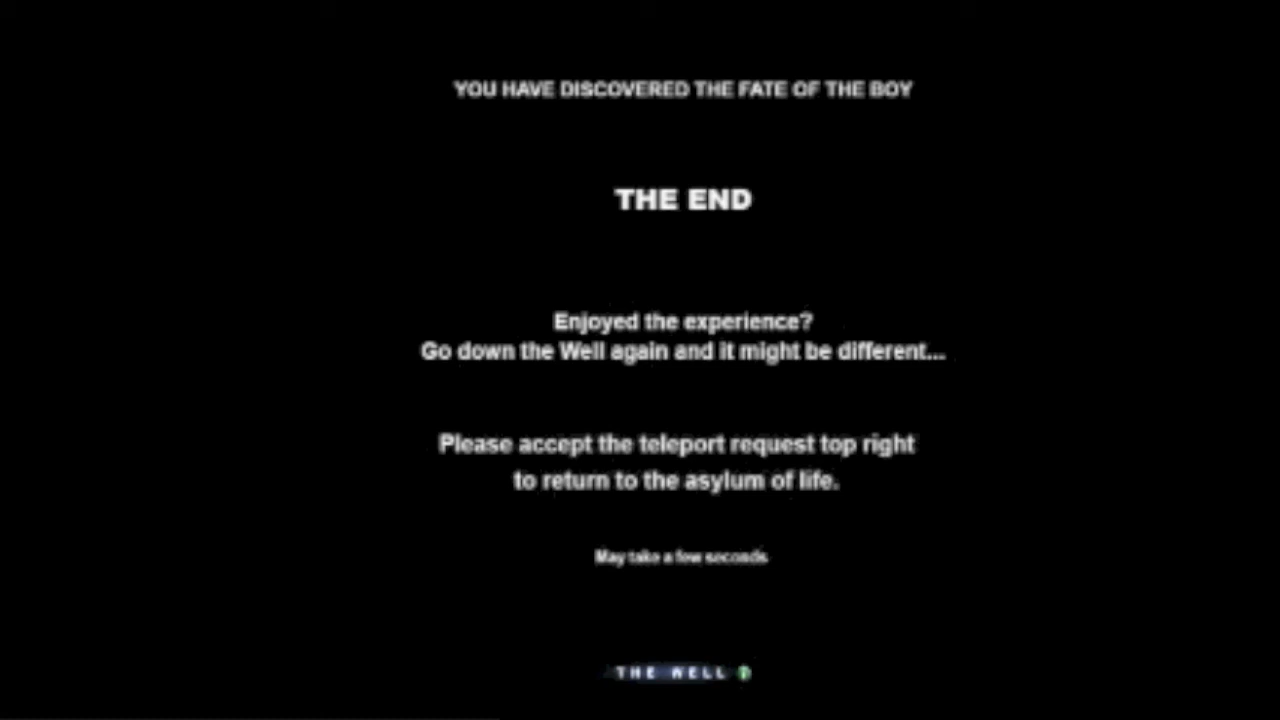 YOU HAVE DISCOVERED THE FATE OF THE BOY
THE END
Enjoyed the experience?
Go down the Well again and it might be different...
Please accept the teleport request top right
to return to the asylum of life.
May take a few seconds
THE WELL